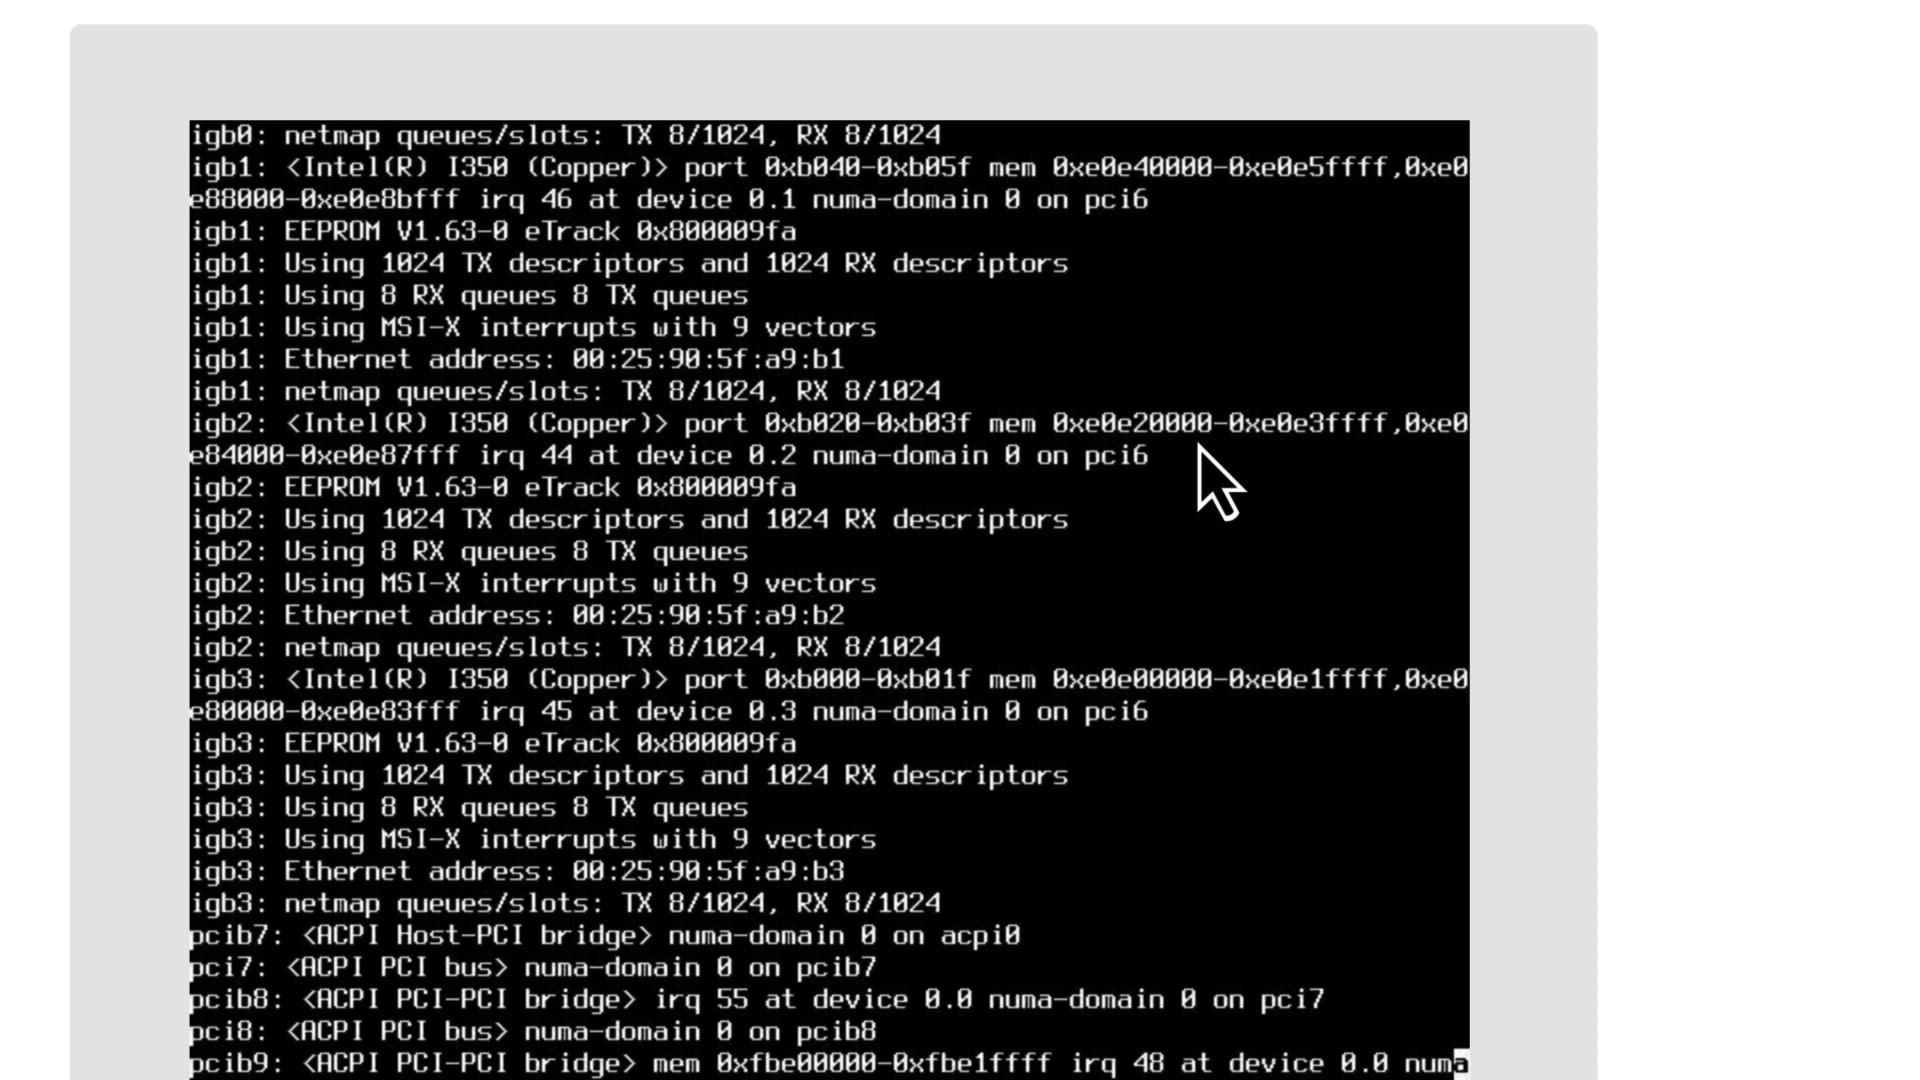 igb0: netmap queues/slots: TX 8/1024, RX 8/1024
igb1: <Intel(R) I350 (Copper)> port 0xb040-0xb05f mem 0xe0e40000-0xe0e5ffff,0xe0
e88000-0xe0e8bfff irq 46 at device 0.1 numa-domain 0 on pci6
igb1: EEPROM V1.63-0 eTrack 0x800009fa
igb1: Using 1024 TX descriptors and 1024 RX descriptors
igb1: Using 8 RX queues 8 TX queues
igb1: Using MSI-X interrupts with 9 vectors
igb1: Ethernet address: 00:25:90:5f:a9:b1
igb1: netmap queues/slots: TX 8/1024, RX 8/1024
igb2: <Intel(R) I350 (Copper)> port 0xb020-0xb03f mem 0xe0e20000-0xe0e3ffff,0xe0
e84000-0xe0e87fff irq 44 at device 0.2 numa-domain 0 on pci6
igb2: EEPROM V1.63-0 eTrack 0x800009fa
igb2: Using 1024 TX descriptors and 1024 RX descriptors
igb2: Using 8 RX queues 8 TX queues
igb2: Using MSI-X interrupts with 9 vectors
igb2: Ethernet address: 00:25:90:5f:a9:b2
igb2: netmap queues/slots: TX 8/1024, RX 8/1024
igb3: <Intel(R) I350 (Copper)> port 0xb000-0xb01f mem 0xe0e00000-0xe0e1ffff,0xe0
e80000-0xe0e83fff irq 45 at device 0.3 numa-domain 0 on pci6
igb3: EEPROM V1.63-0 eTrack 0x800009fa
igb3: Using 1024 TX descriptors and 1024 RX descriptors
igb3: Using 8 RX queues 8 TX queues
igb3: Using MSI-X interrupts with 9 vectors
igb3: Ethernet address: 00:25:90:5f:a9:b3
igb3: netmap queues/slots: TX 8/1024, RX 8/1024
pcib7: <ACPI Host-PCI bridge> numa-domain 0 on acpi0
pci7: <ACPI PCI bus> numa-domain 0 on pcib7
pcib8: <ACPI PCI-PCI bridge> irq 55 at device 0.0 numa-domain 0 on pci7
pci8: <ACPI PCI bus> numa-domain 0 on pcib8
pcib9: <ACPI PCI-PCI bridge> mem 0xfbe00000-0xfbe1ffff irq 48 at device 0.0 numa